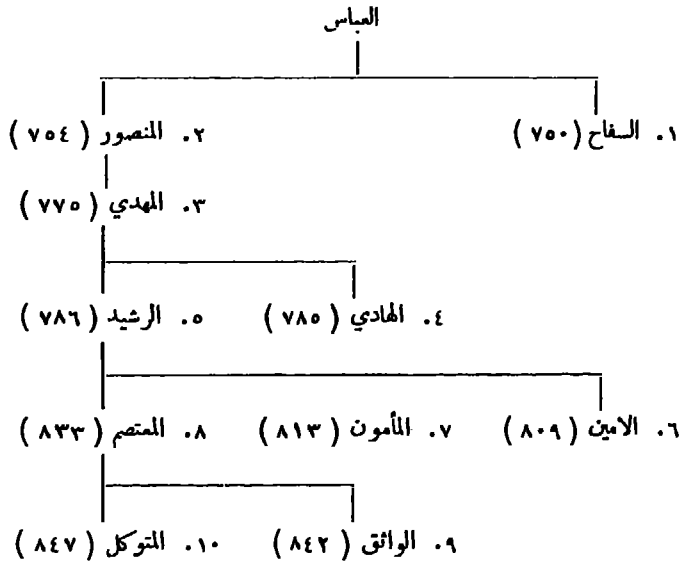 العباس
١. السفاح (٧٥٠) ٢. المنصور (٧٥٤)
٣. المهدي (٧٧٥)
٤. الهادي (٧٨٥) ٥. الرشيد (٧٨٦)
٦. الامين (٨٠٩) ٧. المأمون (٨١٣) ٨. المعتصم (٨٣٣)
٩. الواثق (٨٤٢) ١٠. المتوكل (٨٤٧)